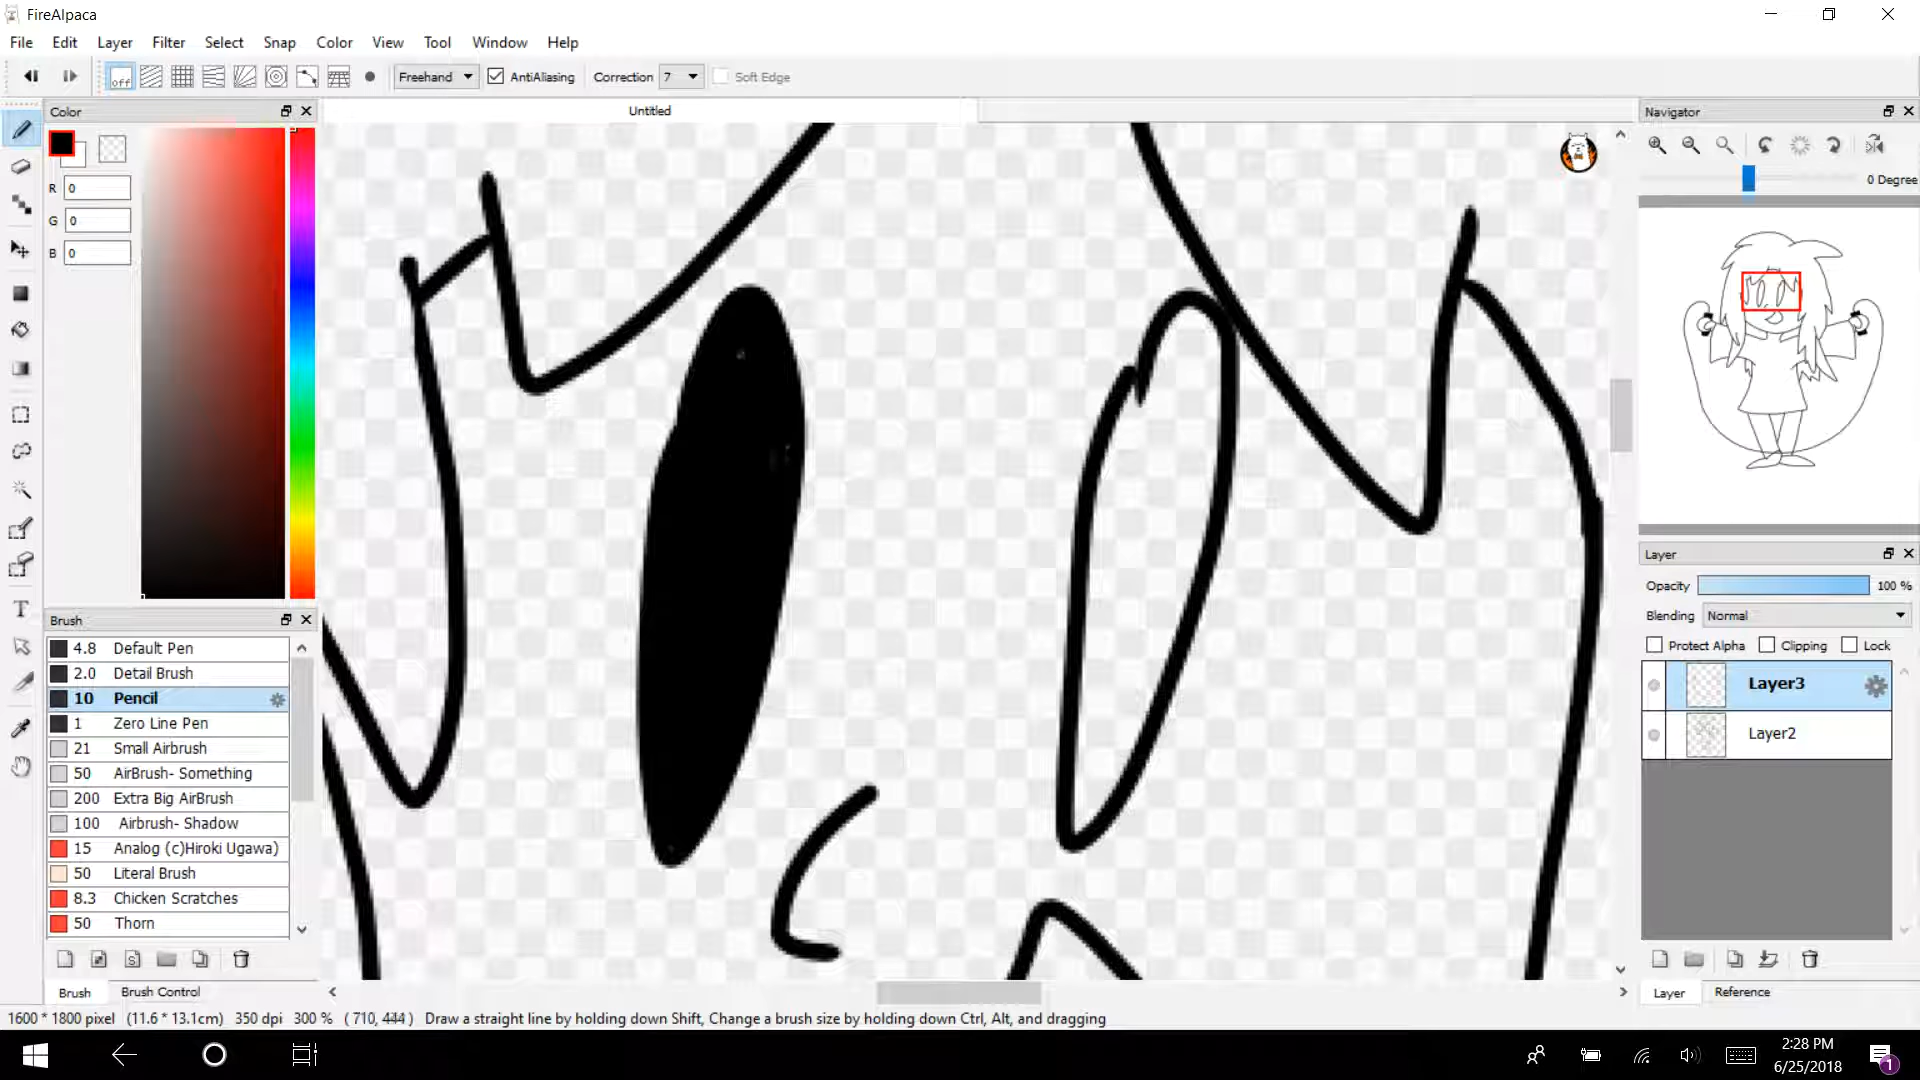 FireAlpaca
File Edit Layer Filter Select Snap Color View Tool Window Help
off Freehand AntiAliasing Correction 7 Soft Edge
Color
Untitled
Navigator
R 0
G 0
B 0
0 Degree
Brush
4.8 Default Pen
2.0 Detail Brush
10 Pencil
1 Zero Line Pen
21 Small Airbrush
50 AirBrush- Something
200 Extra Big AirBrush
100 Airbrush- Shadow
15 Analog (c)Hiroki Ugawa)
50 Literal Brush
8.3 Chicken Scratches
50 Thorn
Brush Brush Control
Layer
Opacity 100 %
Blending Normal
Protect Alpha Clipping Lock
Layer3
Layer2
Layer Reference
1600 * 1800 pixel (11.6 * 13.1cm) 350 dpi 300 % ( 710, 444 ) Draw a straight line by holding down Shift, Change a brush size by holding down Ctrl, Alt, and dragging
2:28 PM
6/25/2018
1